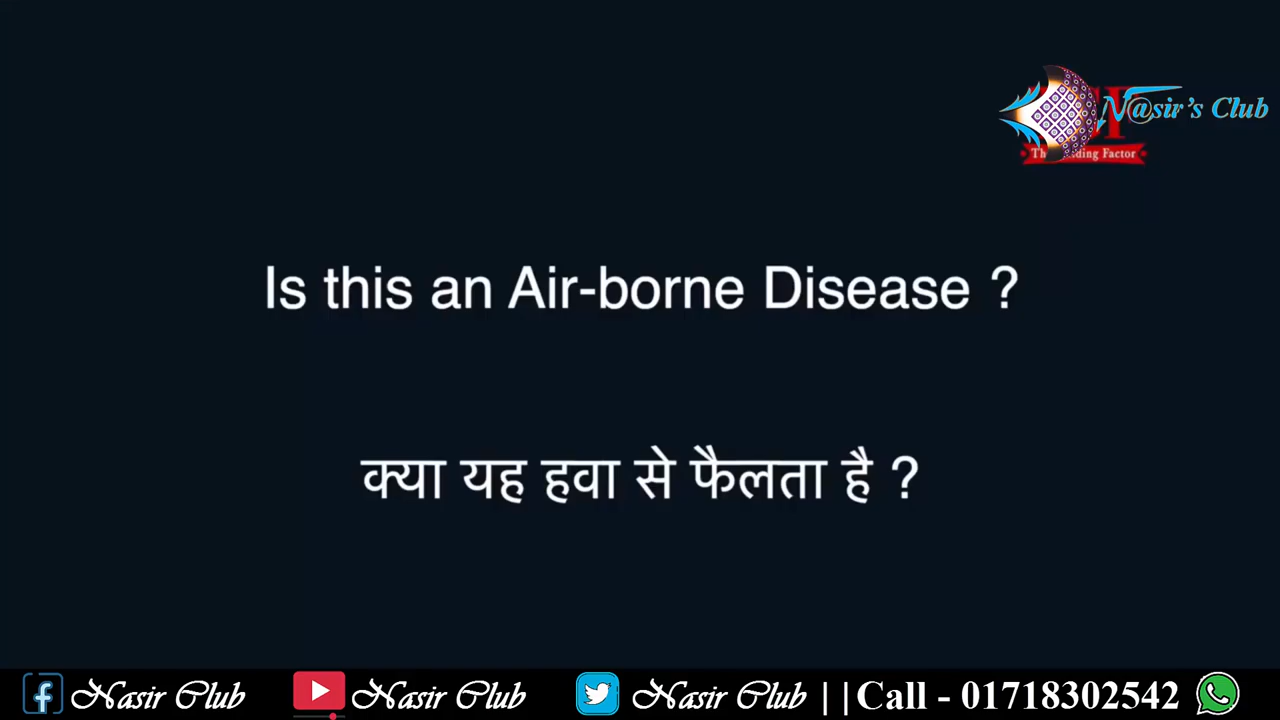 N@sir's Club
Is this an Air-borne Disease ?
क्या यह हवा से फैलता है ?
Nasir Club Nasir Club Nasir Club ||Call - 01718302542